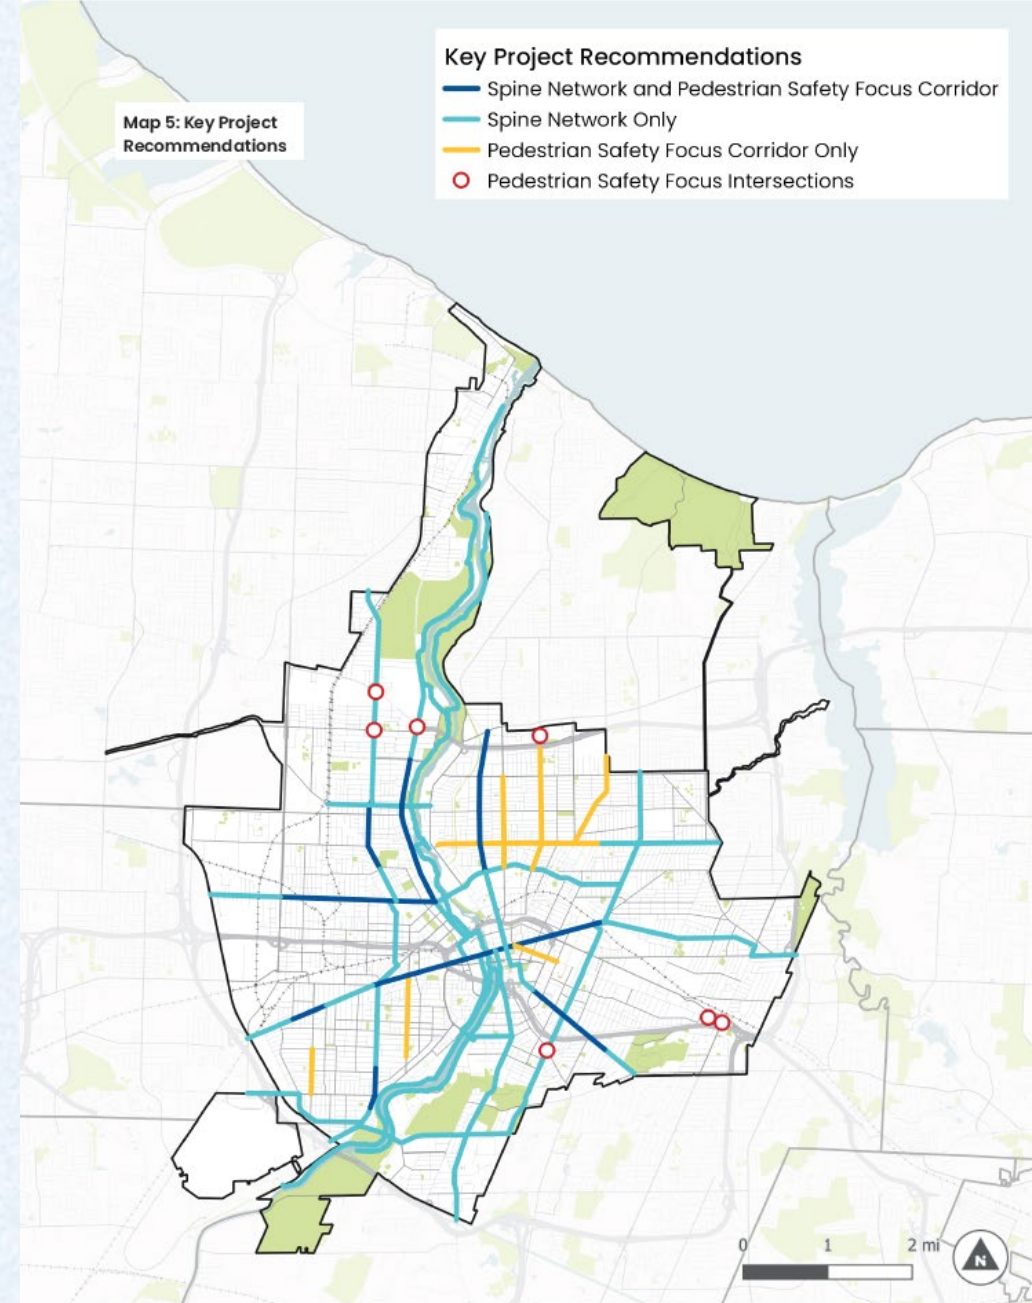 Key Project Recommendations
Spine Network and Pedestrian Safety Focus Corridor
Spine Network Only
Pedestrian Safety Focus Corridor Only
Pedestrian Safety Focus Intersections
Map 5: Key Project
Recommendations
0 1 2 mi
N